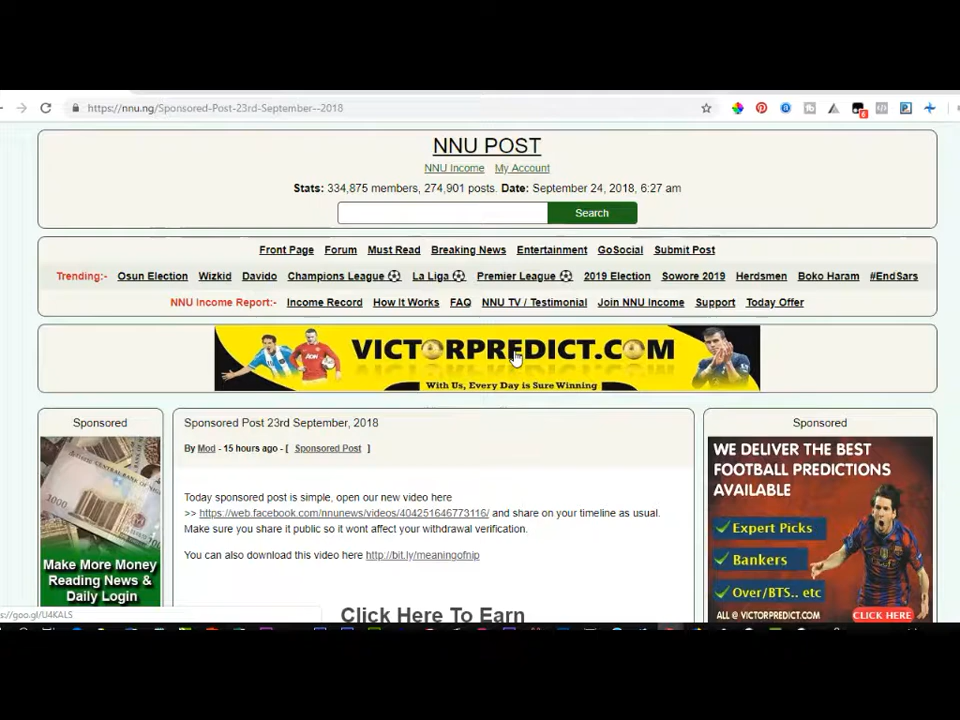 https://nnu.ng/Sponsored-Post-23rd-September--2018
6
NNU POST
NNU Income My Account
Stats: 334,875 members, 274,901 posts. Date: September 24, 2018, 6:27 am
Search
Front Page Forum Must Read Breaking News Entertainment GoSocial Submit Post
Trending:- Osun Election Wizkid Davido Champions League La Liga Premier League 2019 Election Sowore 2019 Herdsmen Boko Haram #EndSars
NNU Income Report:- Income Record How It Works FAQ NNU TV / Testimonial Join NNU Income Support Today Offer
VICTORPREDICT.COM
With Us, Every Day is Sure Winning
AON
Sponsored
1000
Make More Money
Reading News &
Daily Login
Sponsored Post 23rd September, 2018
By Mod - 15 hours ago - [ Sponsored Post ]
Today sponsored post is simple, open our new video here
>> https://web.facebook.com/nnunews/videos/404251646773116/ and share on your timeline as usual.
Make sure you share it public so it wont affect your withdrawal verification.
You can also download this video here http://bit.ly/meaningofnip
Click Here To Earn
Sponsored
WE DELIVER THE BEST
FOOTBALL PREDICTIONS
AVAILABLE
Expert Picks
Bankers
Over/BTS.. etc
ALL @ VICTORPREDICT.COM
CLICK HERE
s://goo.gl/U4KALS